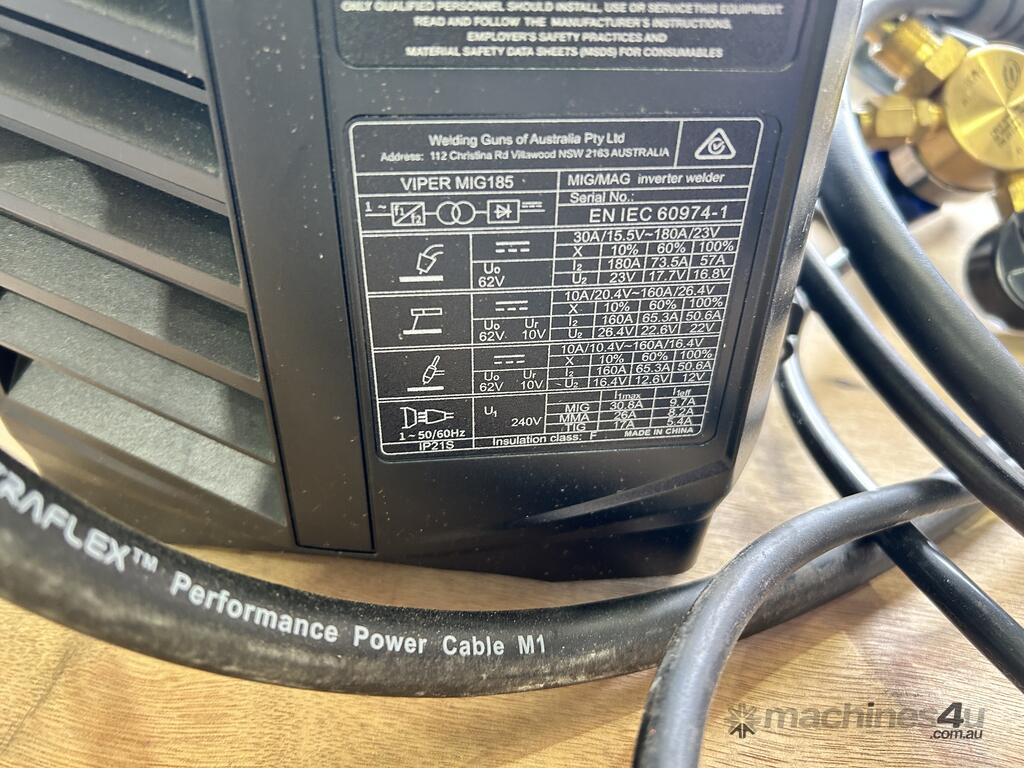 ONLY QUALIFIED PERSONNEL SHOULD INSTALL, USE OR SERVICE THIS EQUIPMENT.
READ AND FOLLOW THE MANUFACTURER'S INSTRUCTIONS,
EMPLOYER'S SAFETY PRACTICES AND
MATERIAL SAFETY DATA SHEETS (MSDS) FOR CONSUMABLES
Welding Guns of Australia Pty Ltd
Address: 112 Christina Rd Villawood NSW 2163 AUSTRALIA
VIPER MIG185 MIG/MAG inverter welder
Serial No.:
1~ f1 f2 EN IEC 60974-1
30A/15.5V~180A/23V
X 10% 60% 100%
U0 I2 180A 73.5A 57A
62V U2 23V 17.7V 16.8V
10A/20.4V~160A/26.4V
X 10% 60% 100%
U0 Ur I2 160A 65.3A 50.6A
62V 10V U2 26.4V 22.6V 22V
10A/10.4V~160A/16.4V
X 10% 60% 100%
U0 Ur I2 160A 65.3A 50.6A
62V 10V U2 16.4V 12.6V 12V
I1max I1eff
U1 MIG 30.8A 9.7A
240V MMA 26A 8.2A
1~50/60Hz TIG 17A 5.4A
IP21S Insulation class: F MADE IN CHINA
RAFLEX™ Performance Power Cable M1
machines4u
.com.au